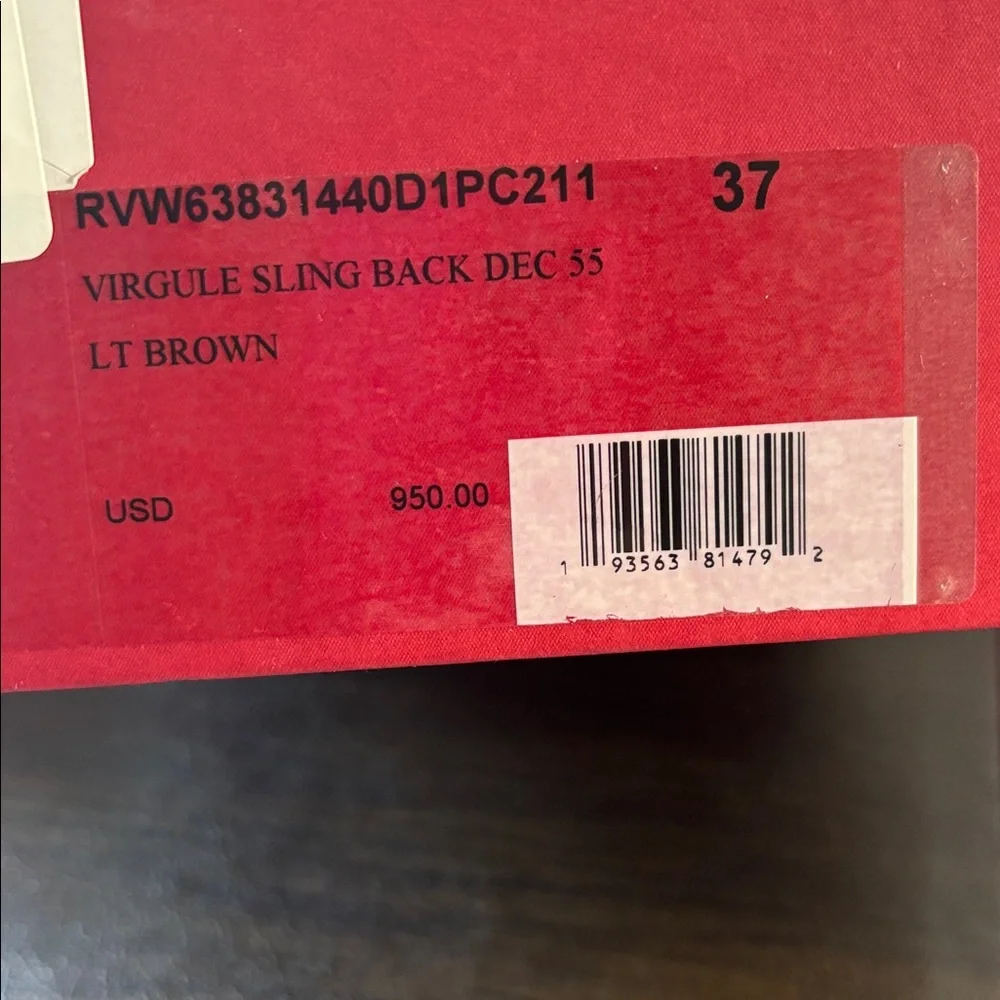 RVW63831440D1PC211 37
VIRGULE SLING BACK DEC 55
LT BROWN
USD 950.00
1 93563 81479 2